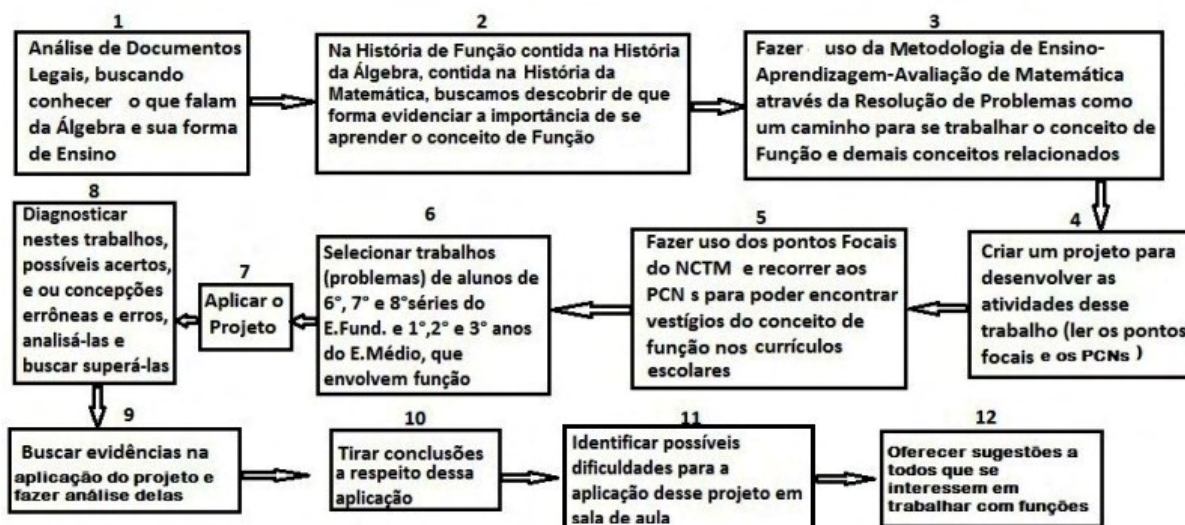 1
Análise de Documentos
Legais, buscando
conhecer o que falam
da Álgebra e sua forma
de Ensino
2
Na História de Função contida na História
da Álgebra, contida na História da
Matemática, buscamos descobrir de que
forma evidenciar a importância de se
aprender o conceito de Função
3
Fazer uso da Metodologia de Ensino-
Aprendizagem-Avaliação de Matemática
através da Resolução de Problemas como
um caminho para se trabalhar o conceito de
Função e demais conceitos relacionados
4
Criar um projeto para
desenvolver as
atividades desse
trabalho (ler os pontos
focais e os PCNs )
5
Fazer uso dos pontos Focais
do NCTM e recorrer aos
PCN s para poder encontrar
vestígios do conceito de
função nos currículos
escolares
6
Selecionar trabalhos
(problemas) de alunos de
6°, 7° e 8°séries do
E.Fund. e 1°,2° e 3° anos
do E.Médio, que
envolvem função
7
Aplicar o
Projeto
8
Diagnosticar
nestes trabalhos,
possíveis acertos,
e ou concepções
errôneas e erros,
analisá-las e
buscar superá-las
9
Buscar evidências na
aplicação do projeto e
fazer análise delas
10
Tirar conclusões
a respeito dessa
aplicação
11
Identificar possíveis
dificuldades para a
aplicação desse projeto em
sala de aula
12
Oferecer sugestões a
todos que se
interessem em
trabalhar com funções